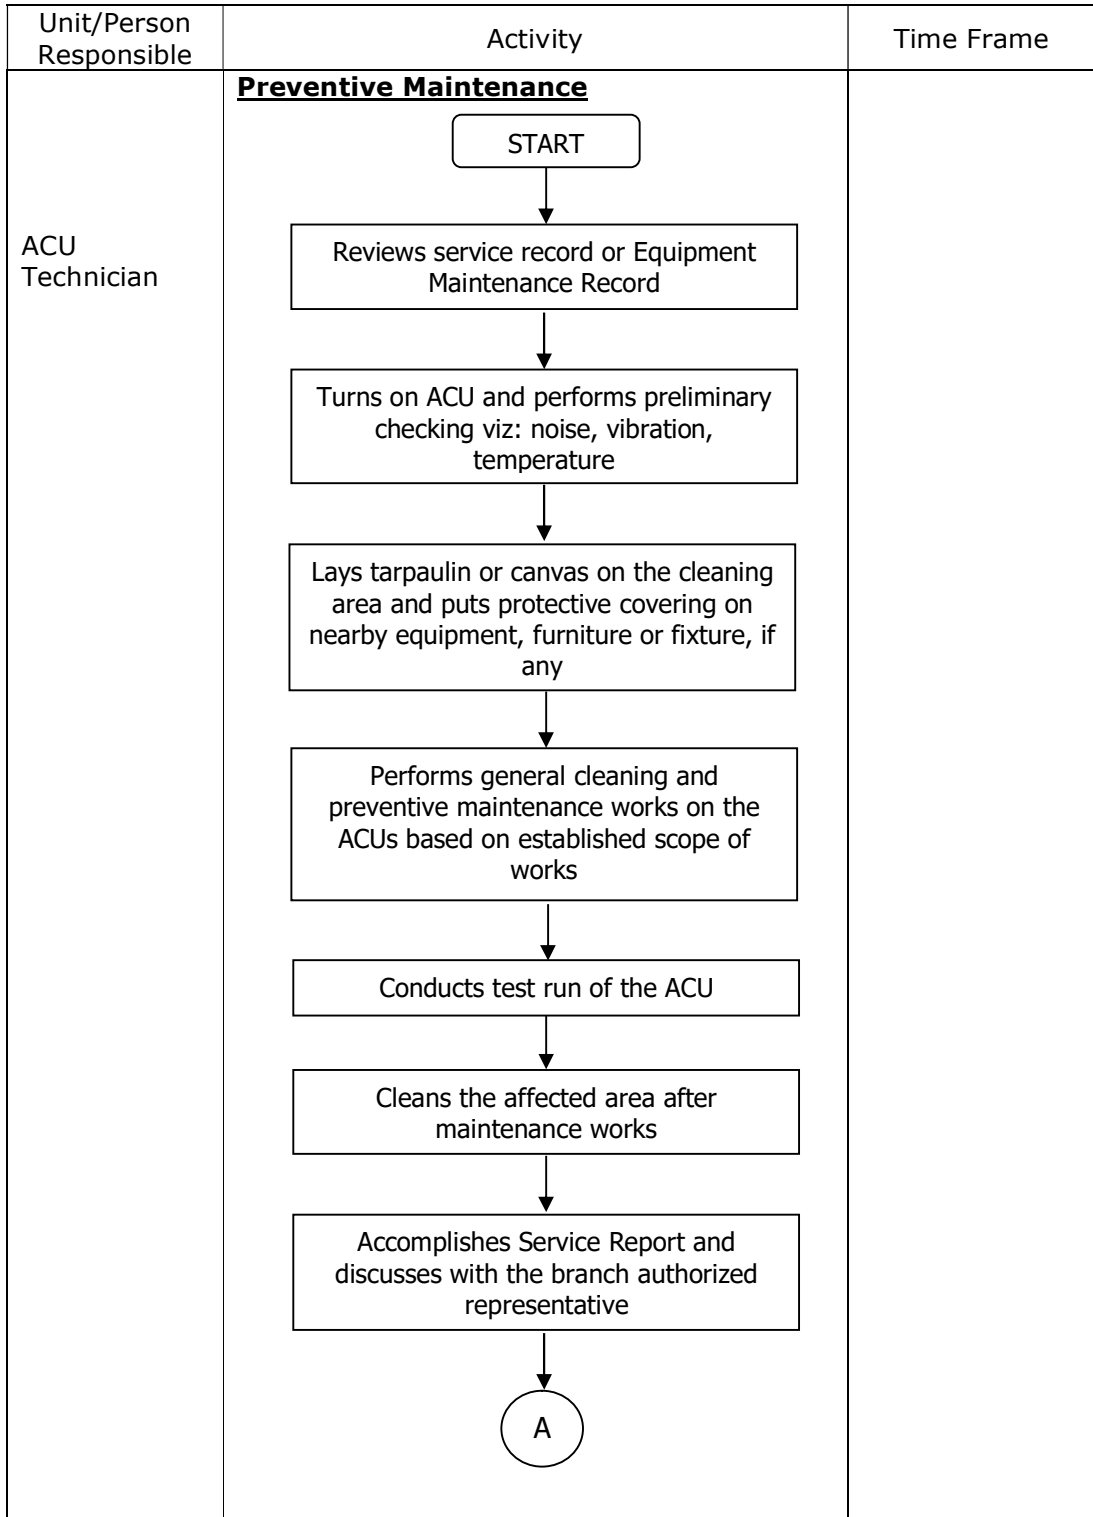 Unit/Person
Responsible
Activity
Time Frame
Preventive Maintenance
START
ACU
Technician
Reviews service record or Equipment
Maintenance Record
Turns on ACU and performs preliminary
checking viz: noise, vibration,
temperature
Lays tarpaulin or canvas on the cleaning
area and puts protective covering on
nearby equipment, furniture or fixture, if
any
Performs general cleaning and
preventive maintenance works on the
ACUs based on established scope of
works
Conducts test run of the ACU
Cleans the affected area after
maintenance works
Accomplishes Service Report and
discusses with the branch authorized
representative
A